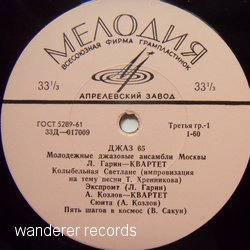 МЕЛОДИЯ
ВСЕСОЮЗНАЯ ФИРМА ГРАМПЛАСТИНОК
33⅓
33⅓
АПРЕЛЕВСКИЙ ЗАВОД
ГОСТ 5289-61
Третья гр.-1
33Д—017009
1-60
ДЖАЗ 65
Молодежные джазовые ансамбли Москвы
Л. Гарин—КВАРТЕТ
Колыбельная Светлане (импровизация
на тему песни Т. Хренникова)
Экспромт (Л. Гарин)
А. Козлов—КВАРТЕТ
Сюита (А. Козлов)
Пять шагов в космос (В. Сакун)
wanderer records